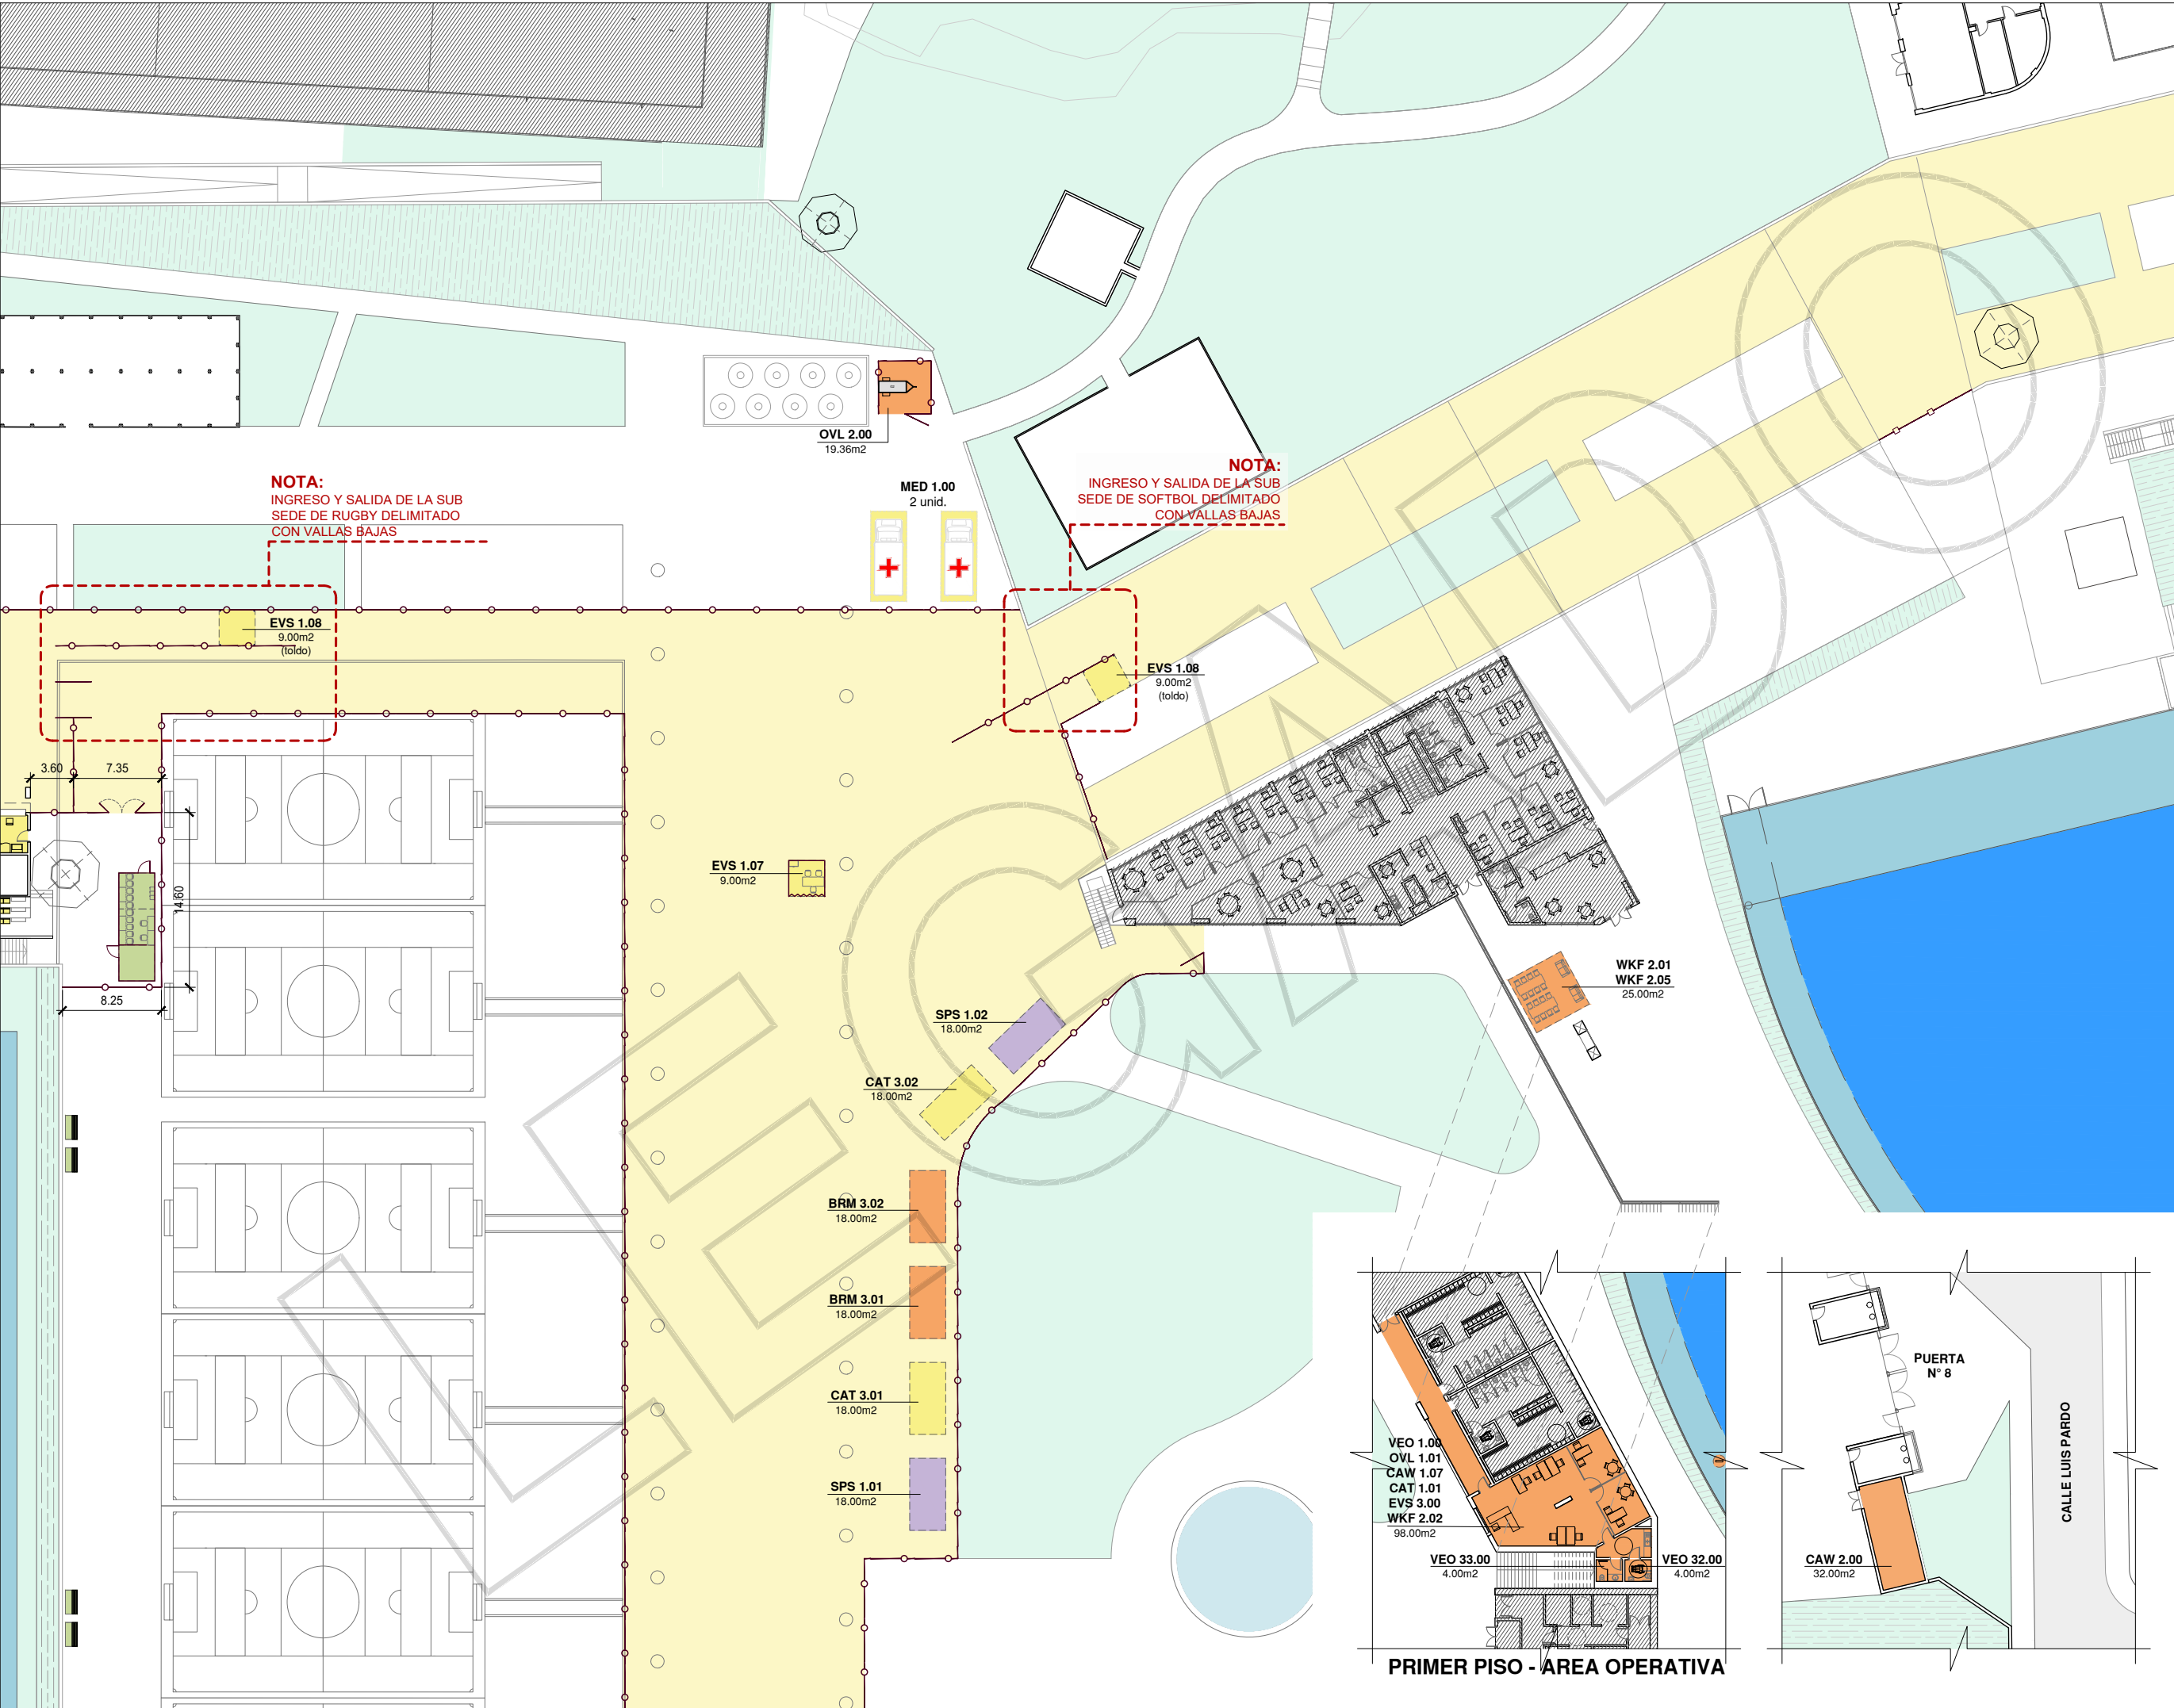 OVL 2.00
19.36m2
NOTA:
INGRESO Y SALIDA DE LA SUB
SEDE DE RUGBY DELIMITADO
CON VALLAS BAJAS
MED 1.00
2 unid.
NOTA:
INGRESO Y SALIDA DE LA SUB
SEDE DE SOFTBOL DELIMITADO
CON VALLAS BAJAS
EVS 1.08
9.00m2
(toldo)
EVS 1.08
9.00m2
(toldo)
3.60
7.35
14.60
8.25
EVS 1.07
9.00m2
WKF 2.01
WKF 2.05
25.00m2
SPS 1.02
18.00m2
CAT 3.02
18.00m2
BRM 3.02
18.00m2
BRM 3.01
18.00m2
CAT 3.01
18.00m2
SPS 1.01
18.00m2
VEO 1.00
OVL 1.01
CAW 1.07
CAT 1.01
EVS 3.00
WKF 2.02
98.00m2
VEO 33.00
4.00m2
VEO 32.00
4.00m2
PRIMER PISO - AREA OPERATIVA
PUERTA
N° 8
CALLE LUIS PARDO
CAW 2.00
32.00m2
LEGADO